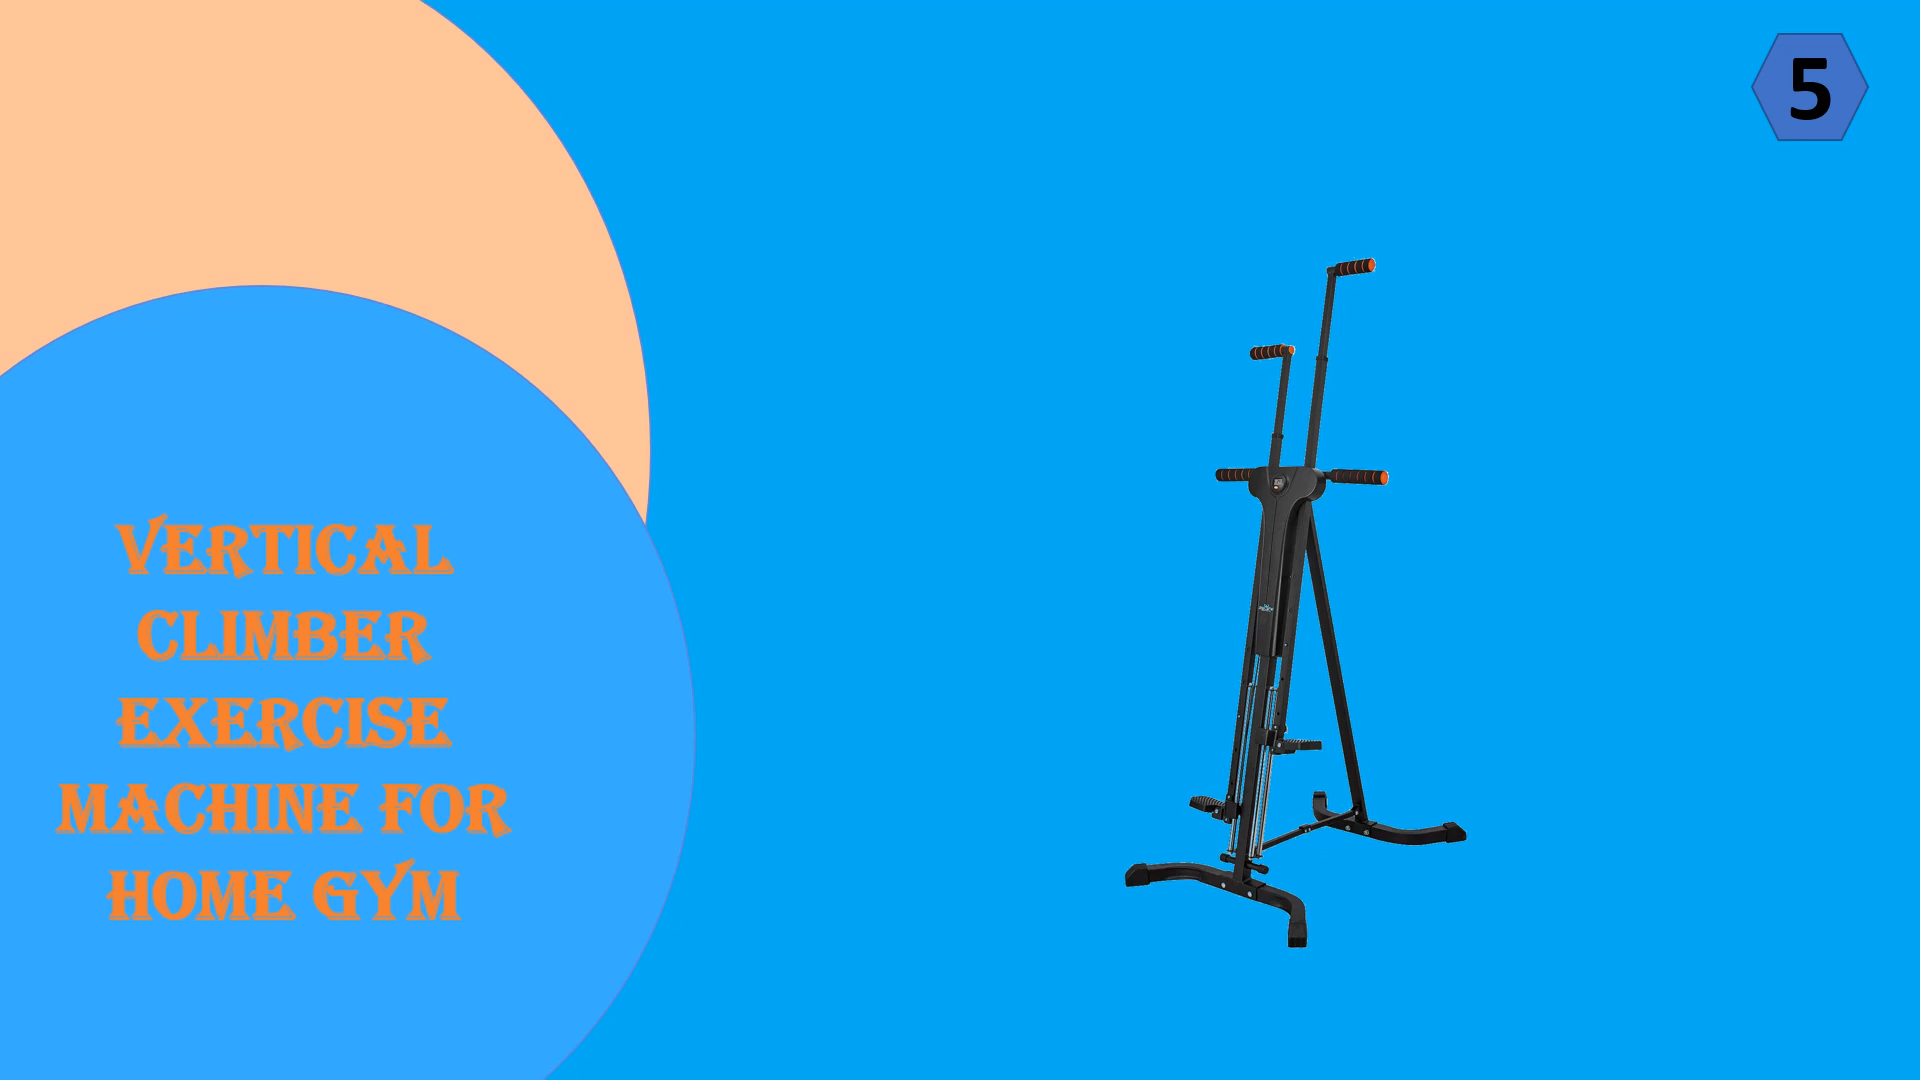 5
VERTICAL
CLIMBER
EXERCISE
MACHINE FOR
HOME GYM